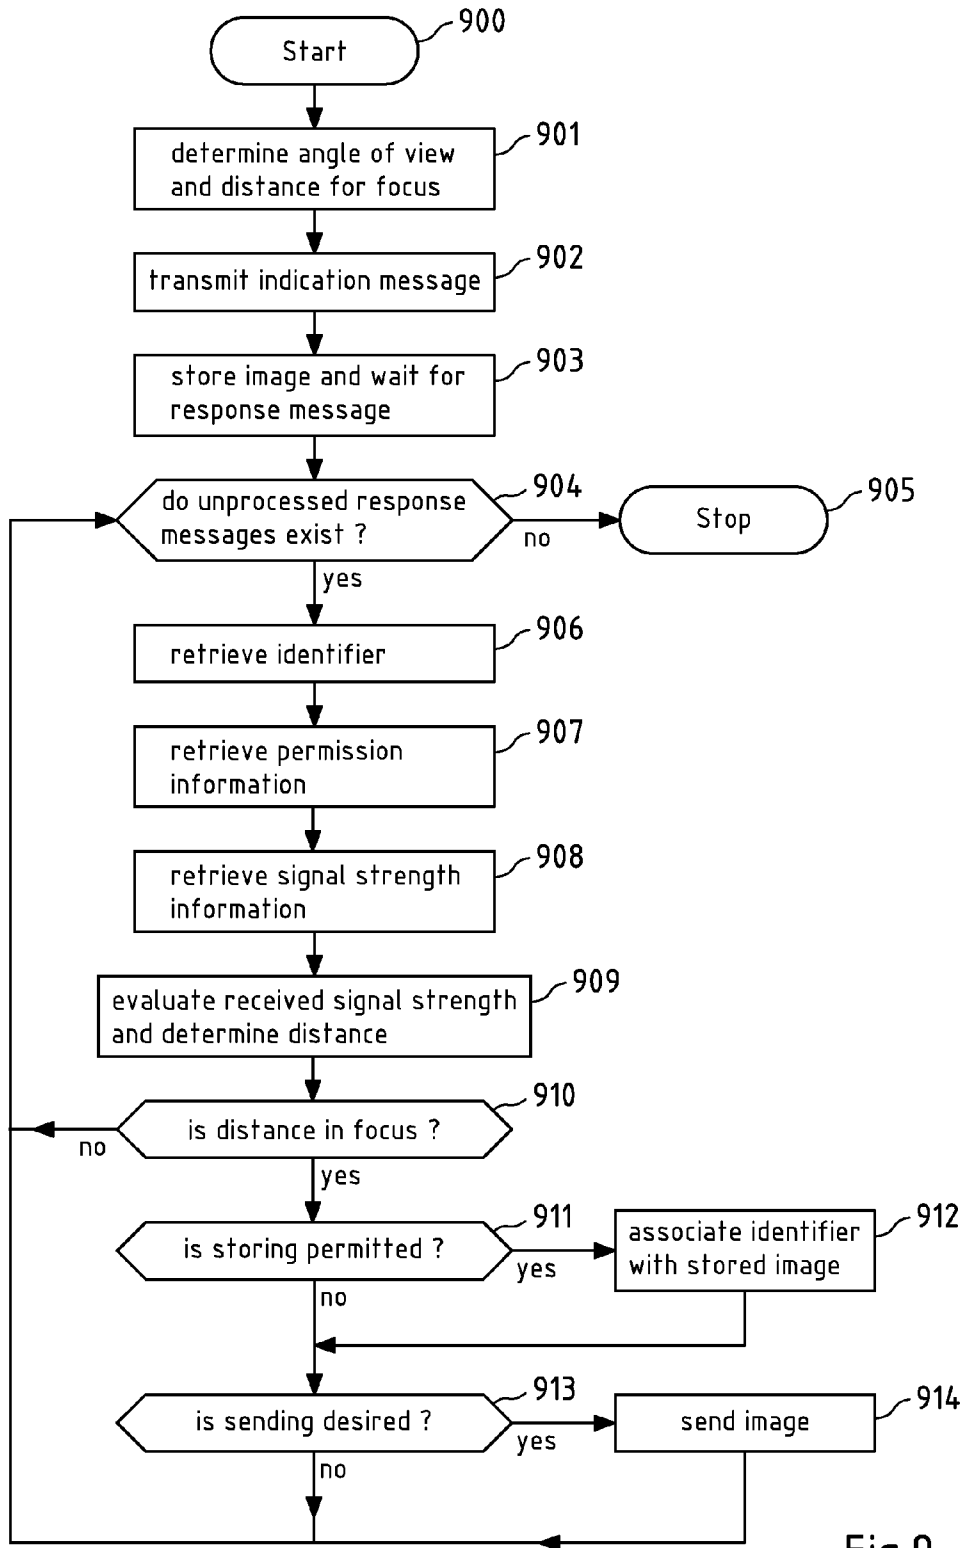 900
Start
901
determine angle of view
and distance for focus
902
transmit indication message
903
store image and wait for
response message
904
do unprocessed response
messages exist ?
no
Stop
905
yes
906
retrieve identifier
907
retrieve permission
information
908
retrieve signal strength
information
909
evaluate received signal strength
and determine distance
910
is distance in focus ?
no
yes
911
is storing permitted ?
yes
912
associate identifier
with stored image
no
913
is sending desired ?
yes
914
send image
no